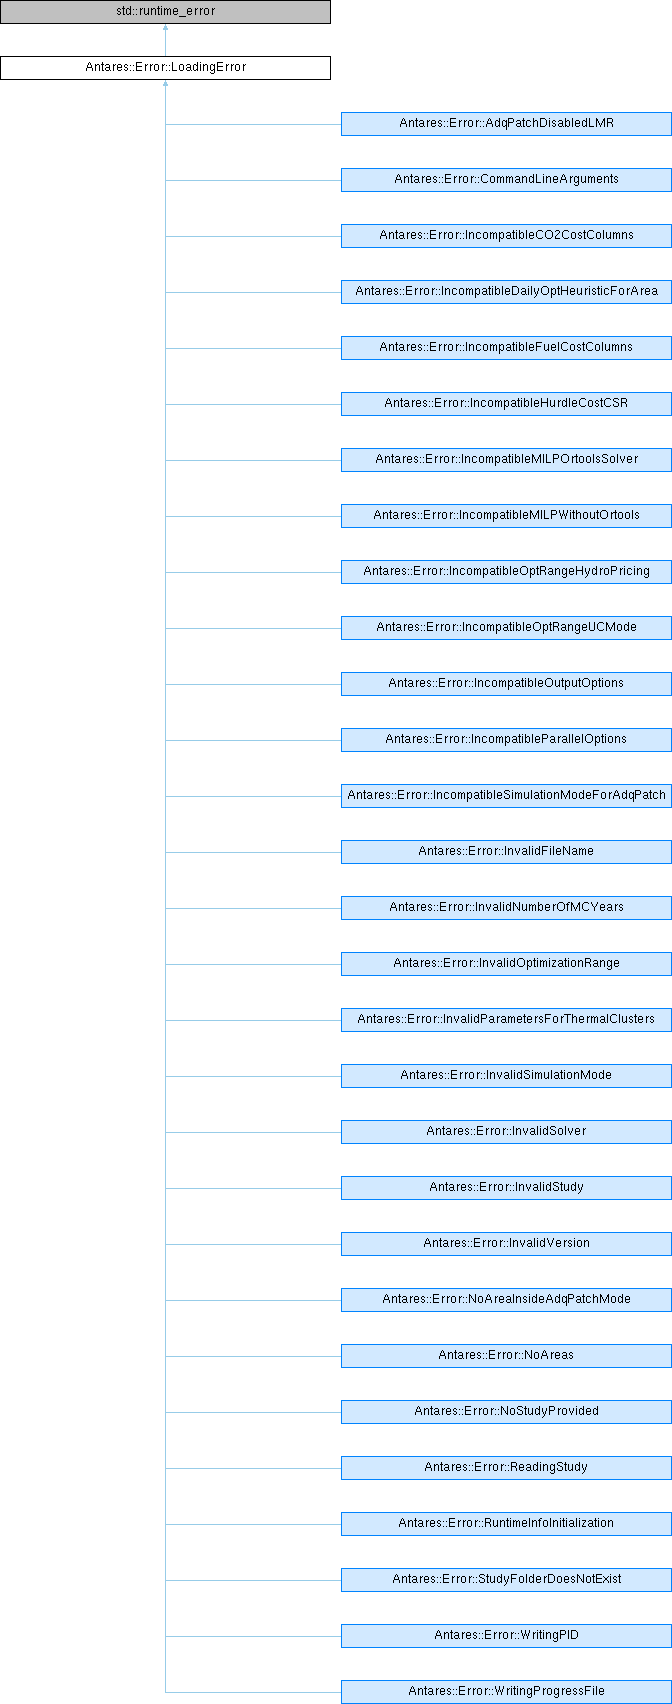 std::runtime_error
Antares::Error::LoadingError
Antares::Error::AdqPatchDisabledLMR
Antares::Error::CommandLineArguments
Antares::Error::IncompatibleCO2CostColumns
Antares::Error::IncompatibleDailyOptHeuristicForArea
Antares::Error::IncompatibleFuelCostColumns
Antares::Error::IncompatibleHurdleCostCSR
Antares::Error::IncompatibleMILPOrtoolsSolver
Antares::Error::IncompatibleMILPWithoutOrtools
Antares::Error::IncompatibleOptRangeHydroPricing
Antares::Error::IncompatibleOptRangeUCMode
Antares::Error::IncompatibleOutputOptions
Antares::Error::IncompatibleParallelOptions
Antares::Error::IncompatibleSimulationModeForAdqPatch
Antares::Error::InvalidFileName
Antares::Error::InvalidNumberOfMCYears
Antares::Error::InvalidOptimizationRange
Antares::Error::InvalidParametersForThermalClusters
Antares::Error::InvalidSimulationMode
Antares::Error::InvalidSolver
Antares::Error::InvalidStudy
Antares::Error::InvalidVersion
Antares::Error::NoAreaInsideAdqPatchMode
Antares::Error::NoAreas
Antares::Error::NoStudyProvided
Antares::Error::ReadingStudy
Antares::Error::RuntimeInfoInitialization
Antares::Error::StudyFolderDoesNotExist
Antares::Error::WritingPID
Antares::Error::WritingProgressFile